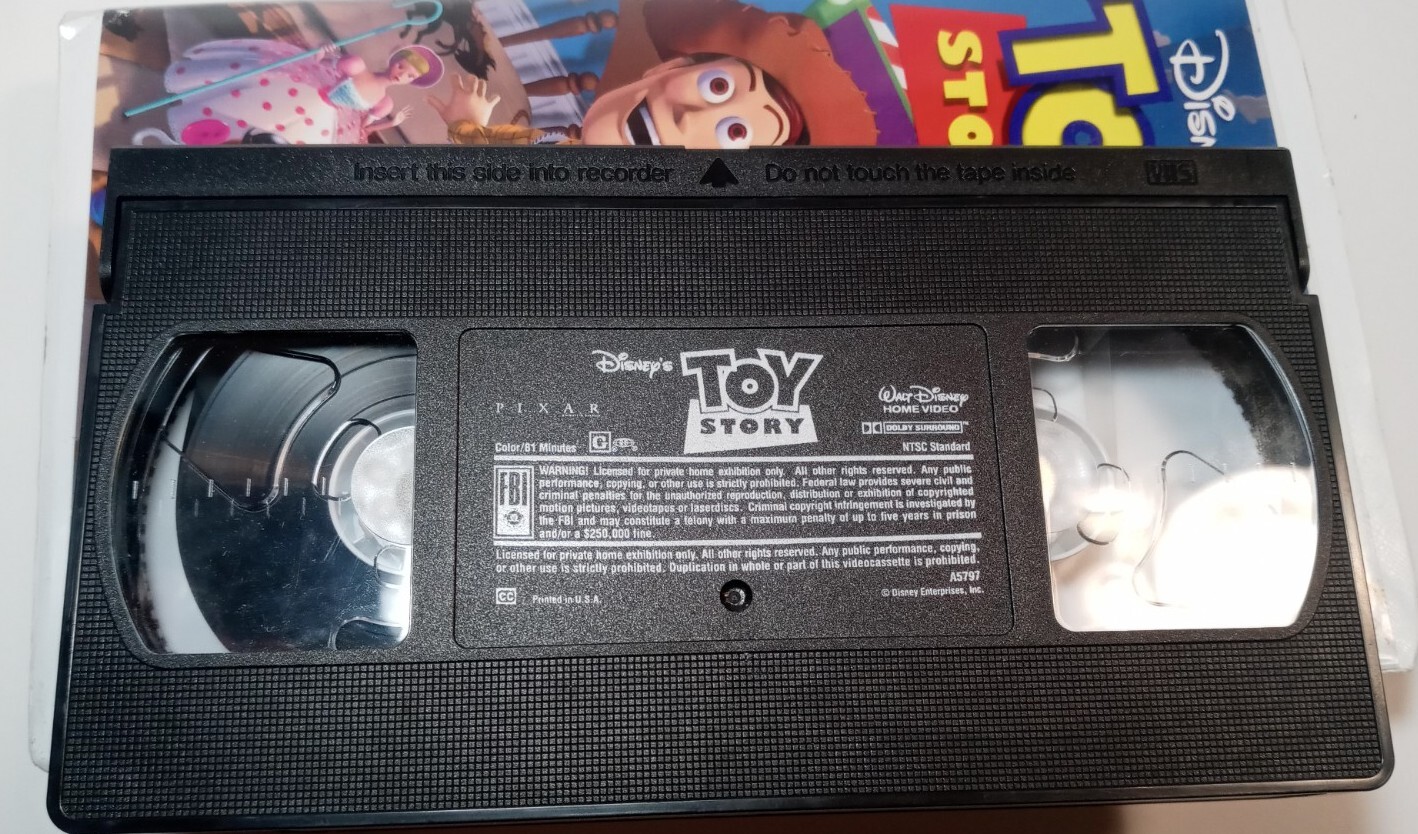 Disney
TO
STO
Insert this side into recorder Do not touch the tape inside VHS
Disney's TOY STORY
PIXAR
WALT DISNEY
HOME VIDEO
DOLBY SURROUND™
Color/81 Minutes G NTSC Standard
FBI
WARNING! Licensed for private home exhibition only. All other rights reserved. Any public
performance, copying, or other use is strictly prohibited. Federal law provides severe civil and
criminal penalties for the unauthorized reproduction, distribution or exhibition of copyrighted
motion pictures, videotapes or laserdiscs. Criminal copyright infringement is investigated by
the FBI and may constitute a felony with a maximum penalty of up to five years in prison
and/or a $250,000 fine.
Licensed for private home exhibition only. All other rights reserved. Any public performance, copying,
or other use is strictly prohibited. Duplication in whole or part of this videocassette is prohibited.
A5797
CC Printed in U.S.A. © Disney Enterprises, Inc.